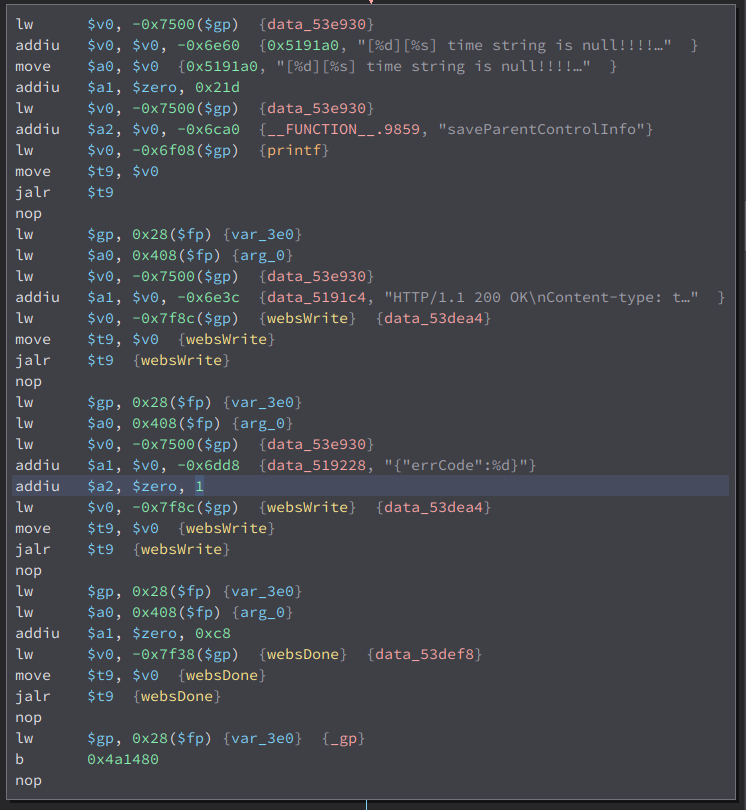 lw $v0, -0x7500($gp) {data_53e930}
addiu $v0, $v0, -0x6e60 {0x5191a0, "[%d][%s] time string is null!!!!…" }
move $a0, $v0 {0x5191a0, "[%d][%s] time string is null!!!!…" }
addiu $a1, $zero, 0x21d
lw $v0, -0x7500($gp) {data_53e930}
addiu $a2, $v0, -0x6ca0 {__FUNCTION__.9859, "saveParentControlInfo"}
lw $v0, -0x6f08($gp) {printf}
move $t9, $v0
jalr $t9
nop
lw $gp, 0x28($fp) {var_3e0}
lw $a0, 0x408($fp) {arg_0}
lw $v0, -0x7500($gp) {data_53e930}
addiu $a1, $v0, -0x6e3c {data_5191c4, "HTTP/1.1 200 OK\nContent-type: t…" }
lw $v0, -0x7f8c($gp) {websWrite} {data_53dea4}
move $t9, $v0 {websWrite}
jalr $t9 {websWrite}
nop
lw $gp, 0x28($fp) {var_3e0}
lw $a0, 0x408($fp) {arg_0}
lw $v0, -0x7500($gp) {data_53e930}
addiu $a1, $v0, -0x6dd8 {data_519228, "{"errCode":%d}"}
addiu $a2, $zero, 1
lw $v0, -0x7f8c($gp) {websWrite} {data_53dea4}
move $t9, $v0 {websWrite}
jalr $t9 {websWrite}
nop
lw $gp, 0x28($fp) {var_3e0}
lw $a0, 0x408($fp) {arg_0}
addiu $a1, $zero, 0xc8
lw $v0, -0x7f38($gp) {websDone} {data_53def8}
move $t9, $v0 {websDone}
jalr $t9 {websDone}
nop
lw $gp, 0x28($fp) {var_3e0} {_gp}
b 0x4a1480
nop